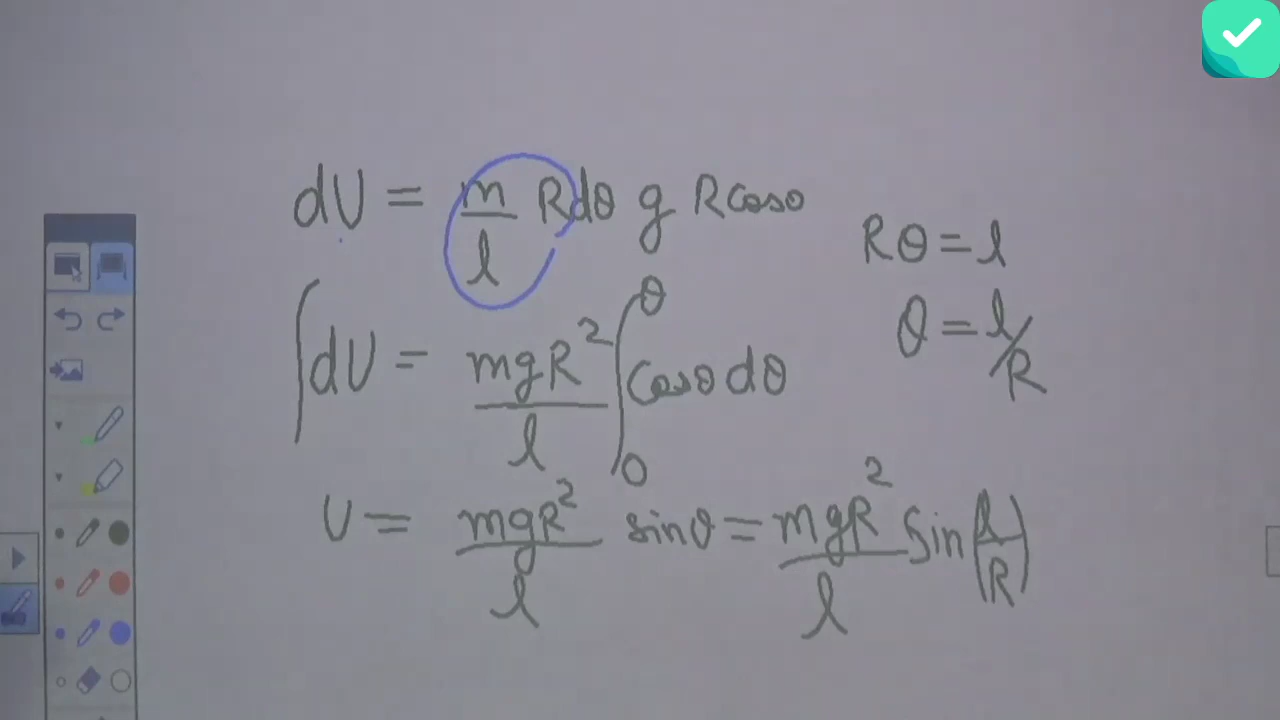 dU = m/l Rdθ g Rcosθ
Rθ = l
θ = l/R
∫dU = mgR²/l ∫₀^θ Cosθ dθ
U = mgR²/l sinθ = mgR²/l Sin(l/R)